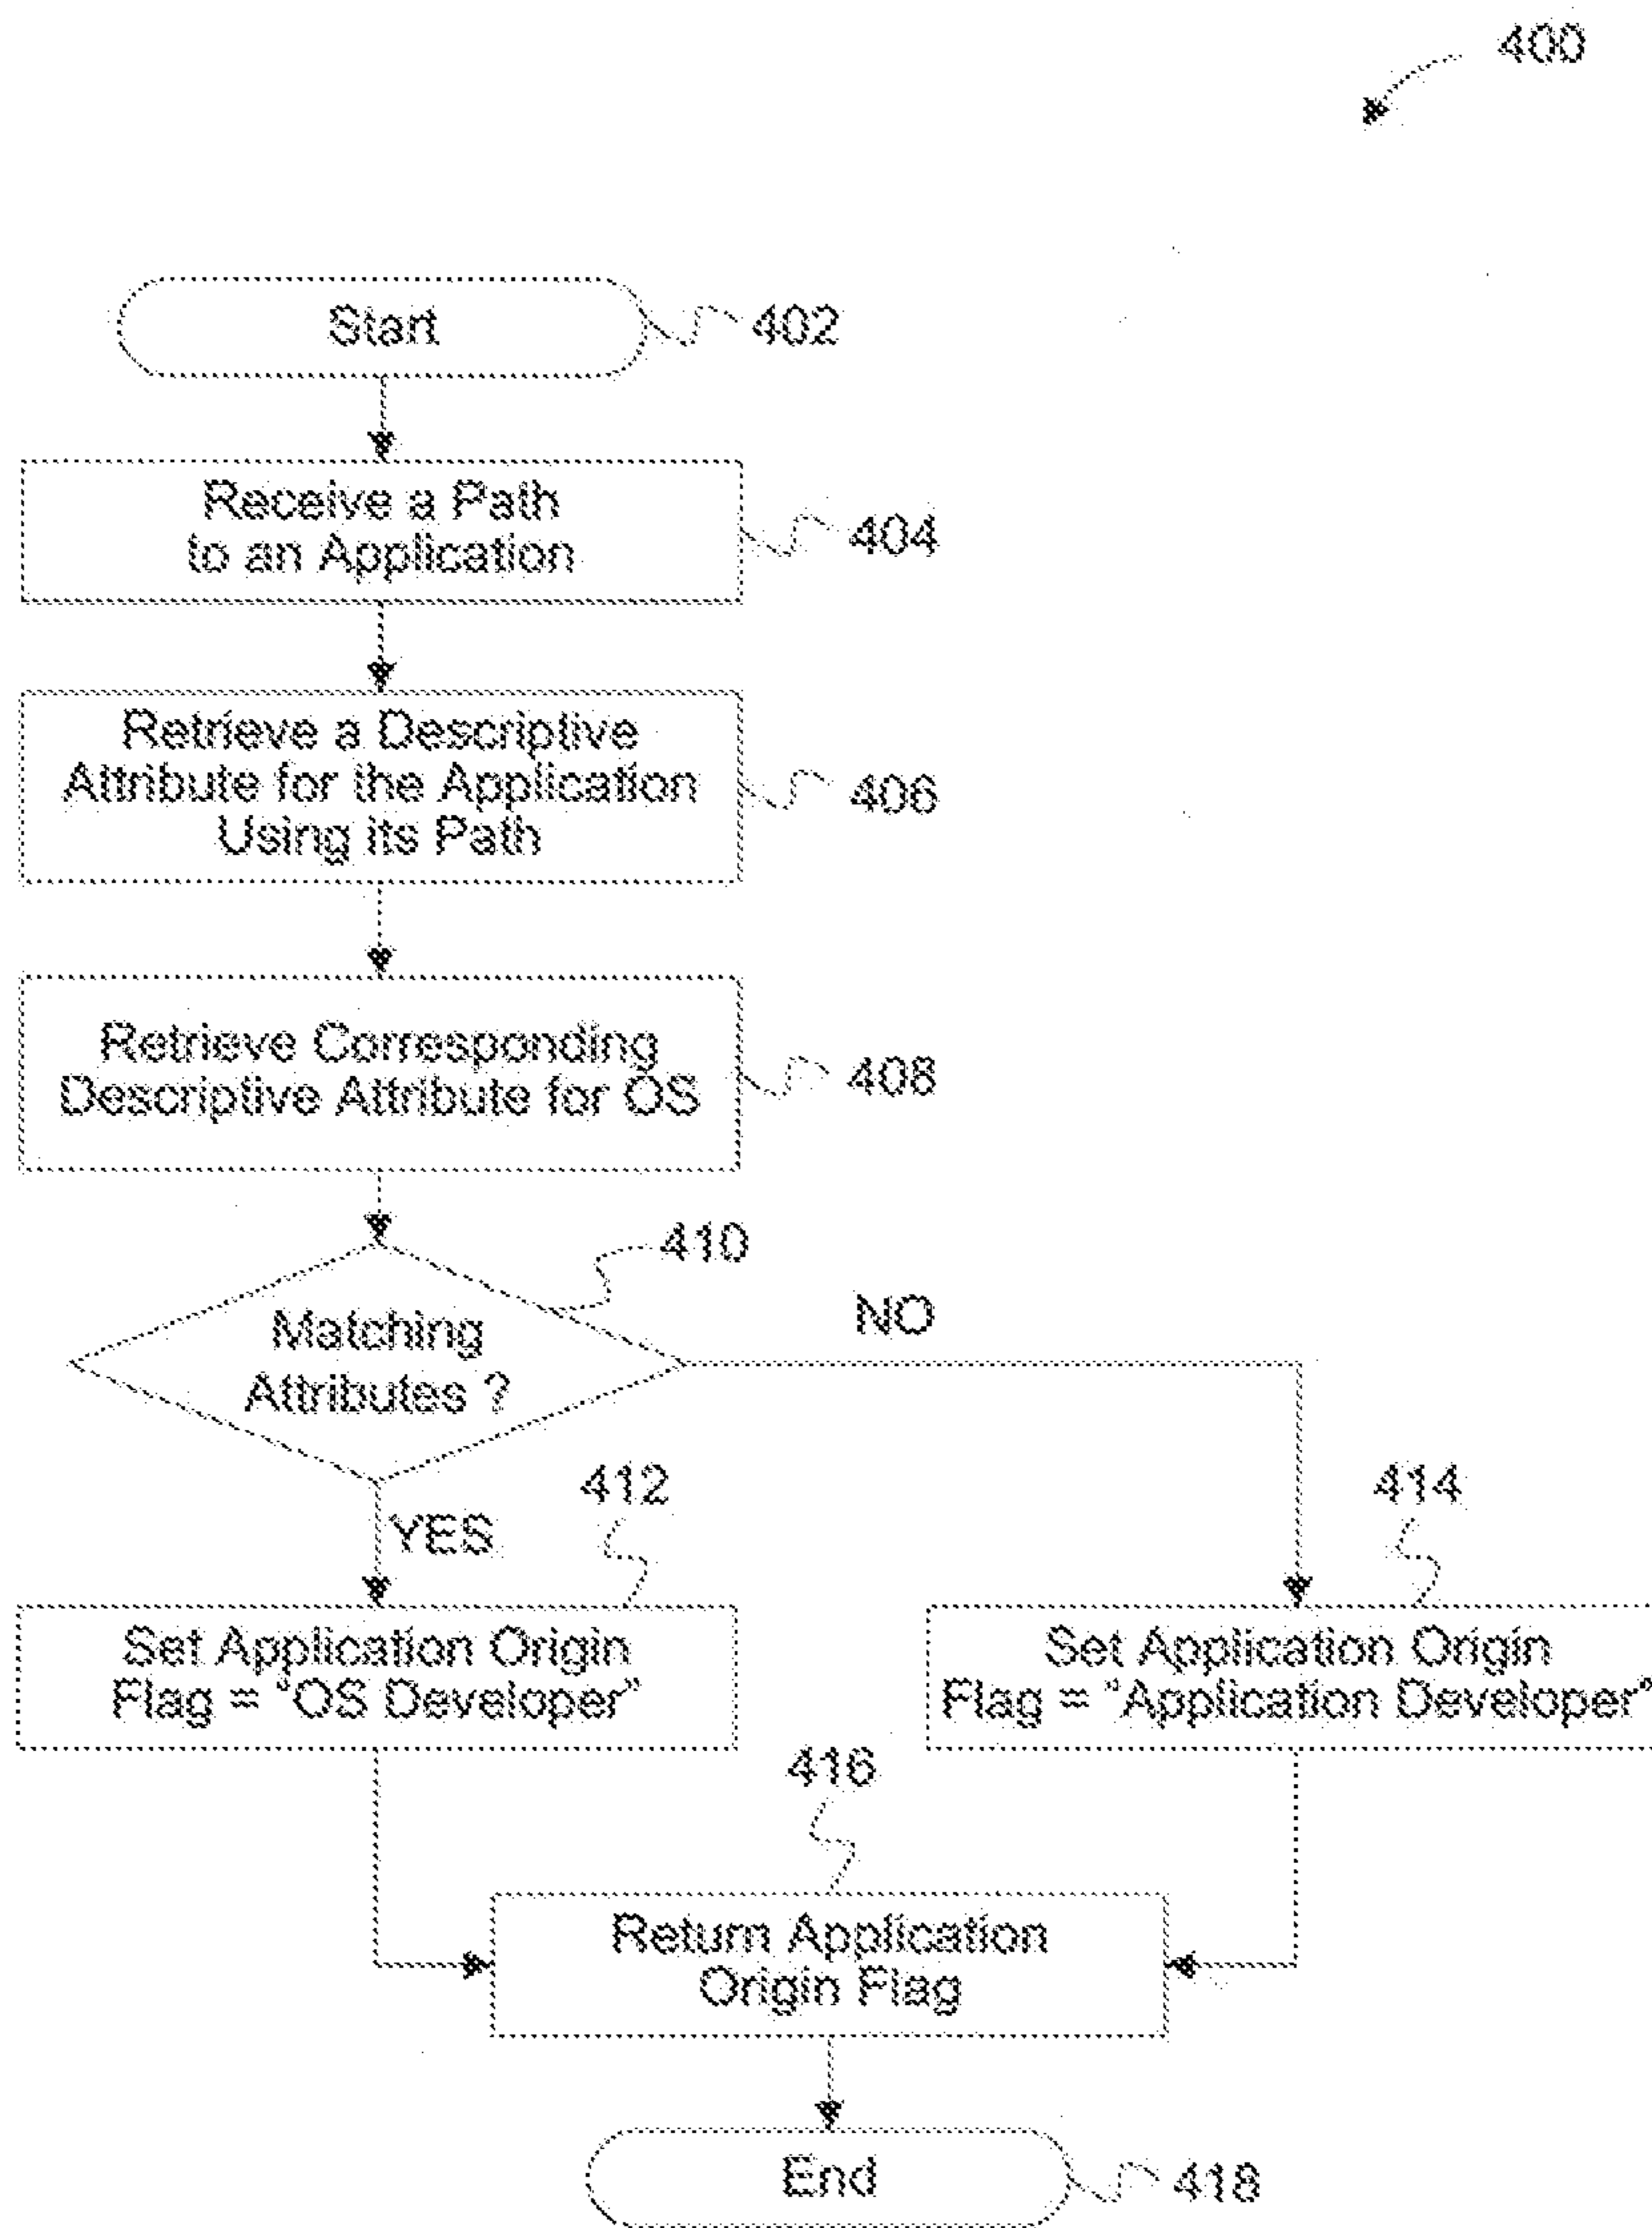 400
Start
402
Receive a Path
to an Application
404
Retrieve a Descriptive
Attribute for the Application
Using its Path
406
Retrieve Corresponding
Descriptive Attribute for OS
408
410
Matching
Attributes ?
NO
YES
412
414
Set Application Origin
Flag = “OS Developer”
Set Application Origin
Flag = “Application Developer”
416
Return Application
Origin Flag
End
418